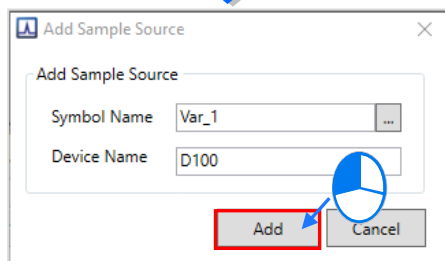 Add Sample Source
Add Sample Source
Symbol Name Var_1 ...
Device Name D100
Add Cancel